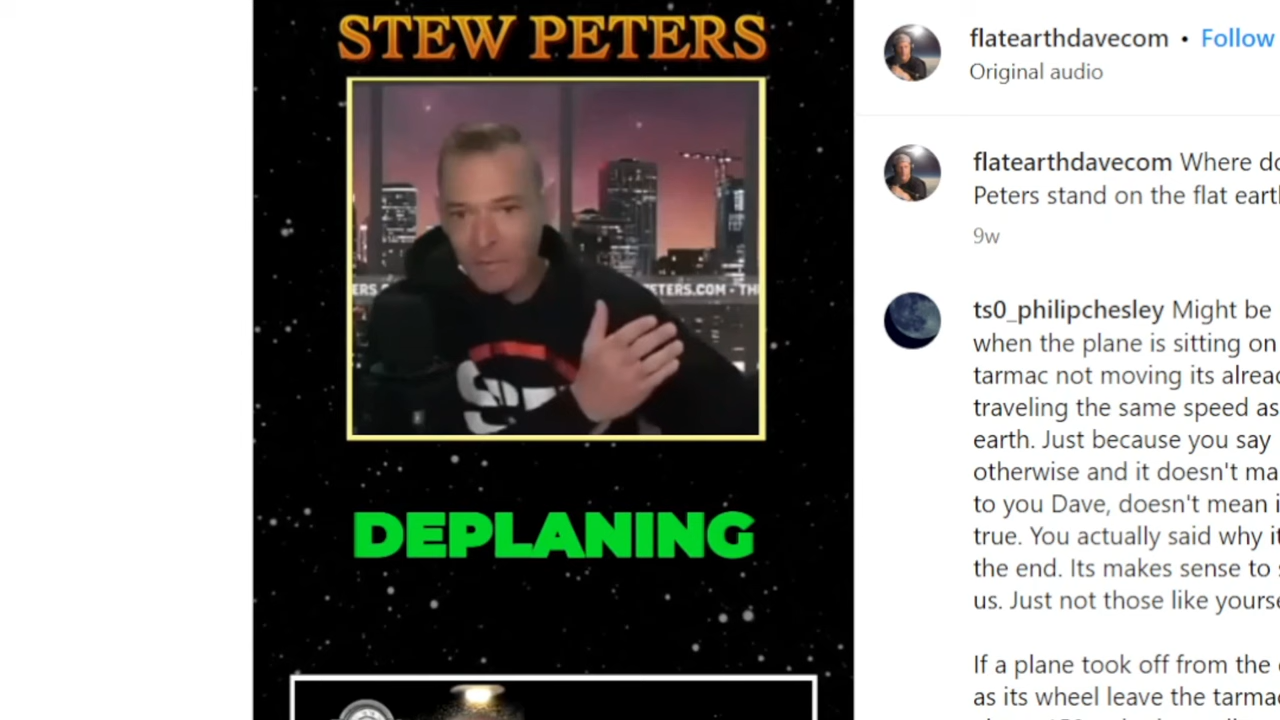 STEW PETERS
ERS
PETERS.COM - TH
DEPLANING
flatearthdavecom • Follow
Original audio
flatearthdavecom Where do
Peters stand on the flat earth
9w
ts0_philipchesley Might be
when the plane is sitting on
tarmac not moving its alread
traveling the same speed as
earth. Just because you say
otherwise and it doesn't ma
to you Dave, doesn't mean i
true. You actually said why it
the end. Its makes sense to s
us. Just not those like yourse
If a plane took off from the
as its wheel leave the tarmac